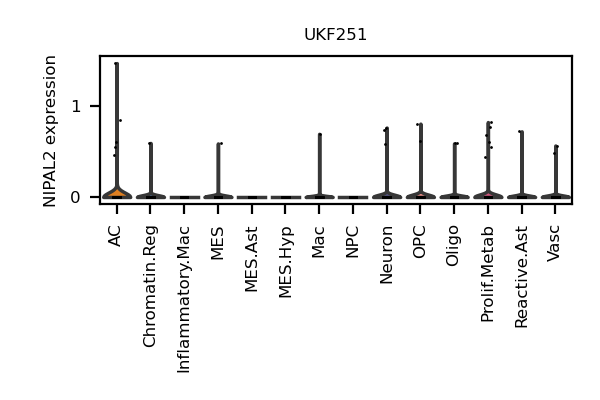 UKF251
NIPAL2 expression
1
0
AC
Chromatin.Reg
Inflammatory.Mac
MES
MES.Ast
MES.Hyp
Mac
NPC
Neuron
OPC
Oligo
Prolif.Metab
Reactive.Ast
Vasc